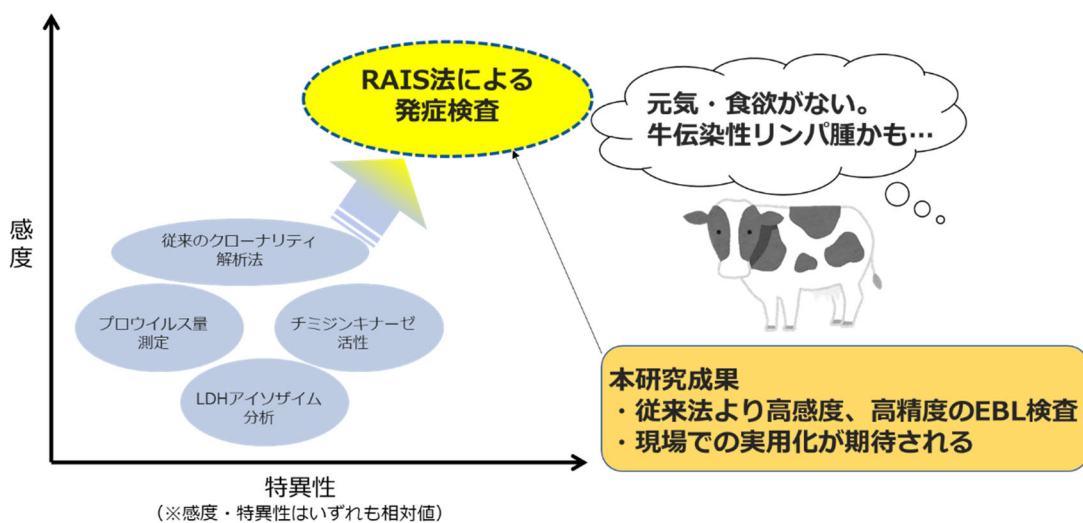 RAIS法による
発症検査
元気・食欲がない。
牛伝染性リンパ腫かも…
感度
従来のクローナリティ
解析法
プロウイルス量
測定
チミジンキナーゼ
活性
LDHアイソザイム
分析
本研究成果
・従来法より高感度、高精度のEBL検査
・現場での実用化が期待される
特異性
（※感度・特異性はいずれも相対値）